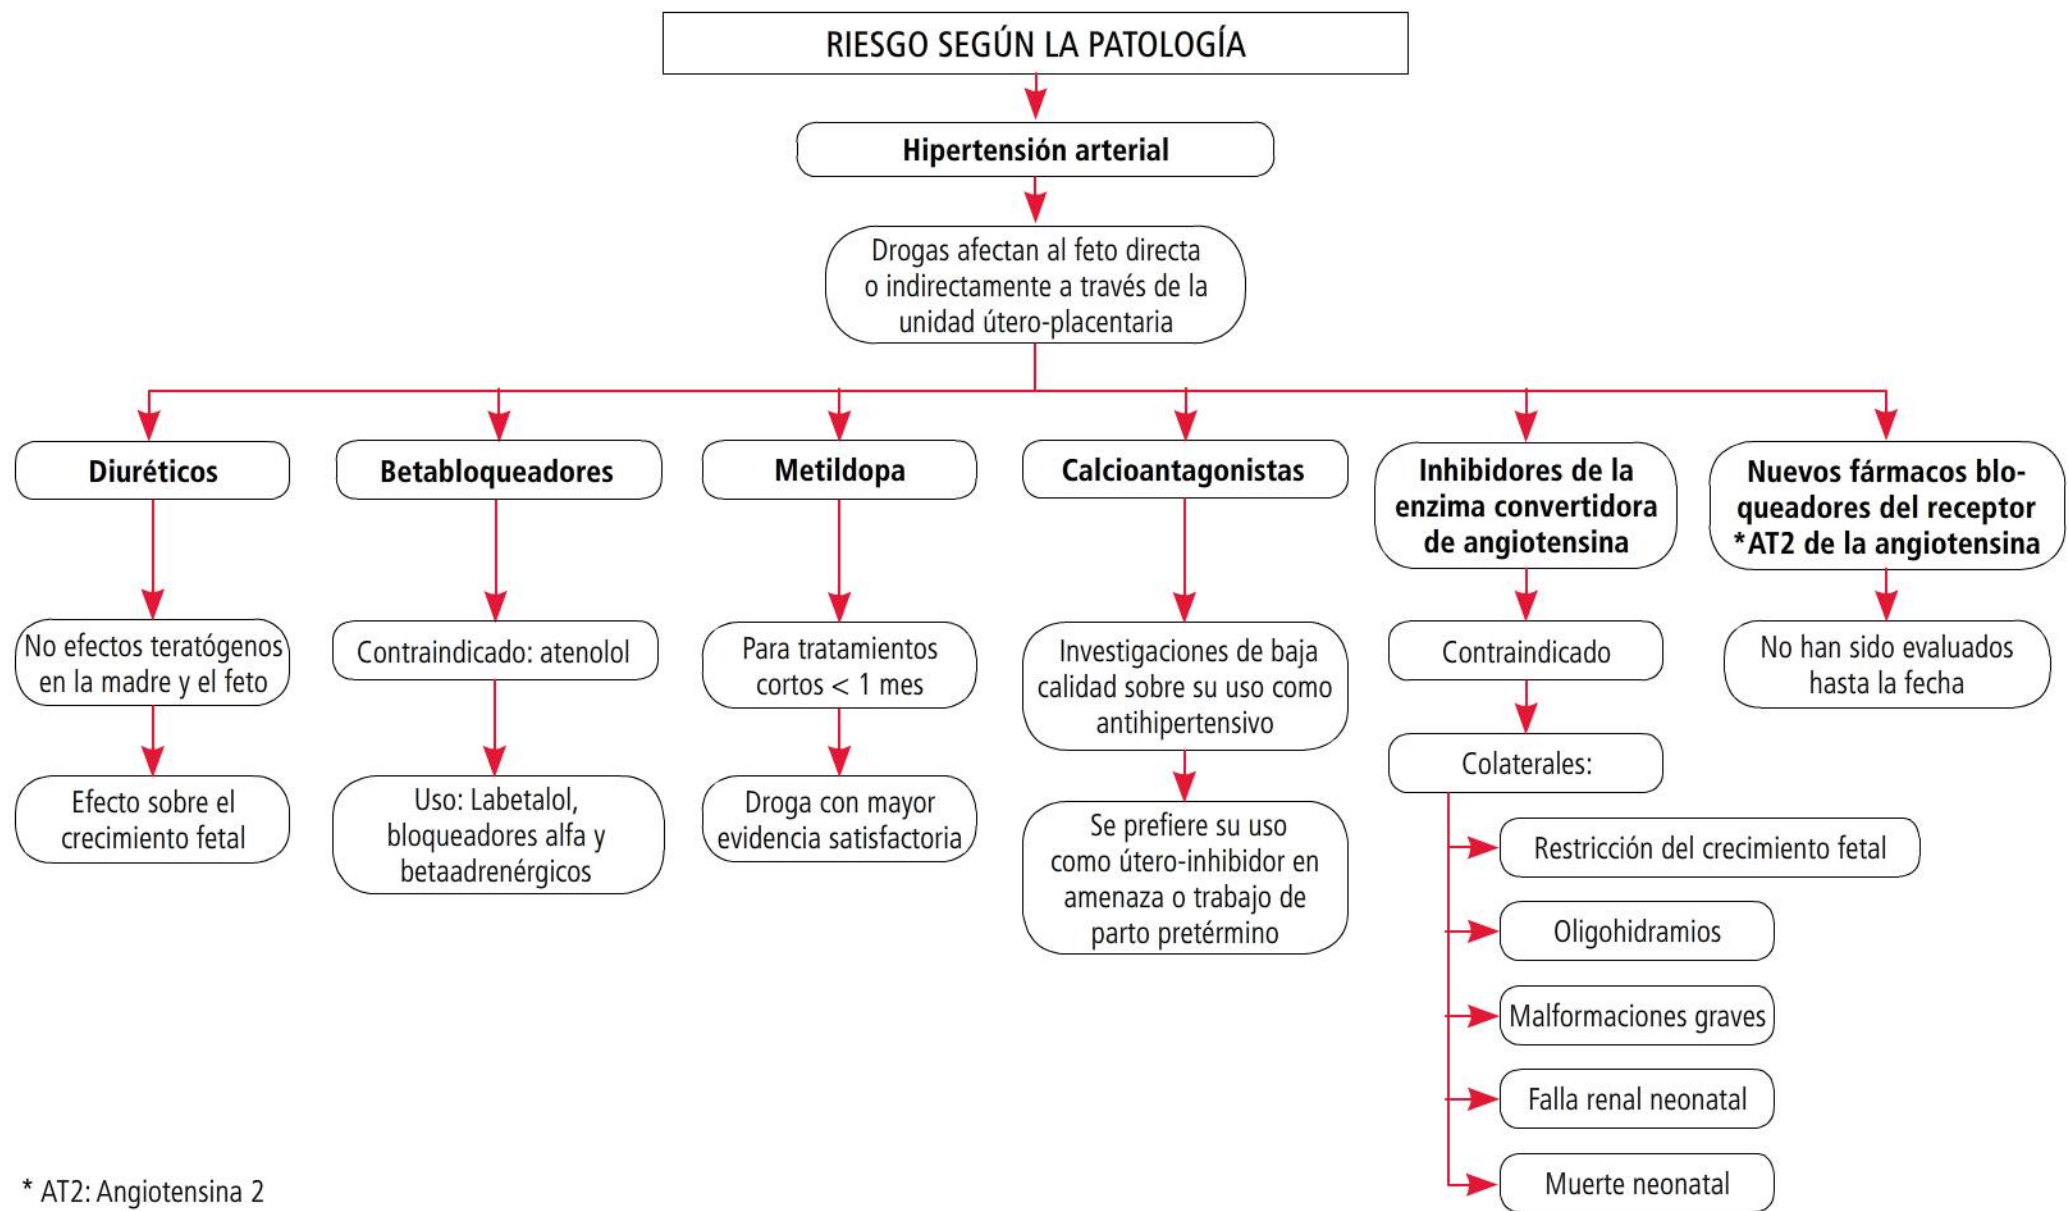 RIESGO SEGÚN LA PATOLOGÍA
Hipertensión arterial
Drogas afectan al feto directa
o indirectamente a través de la
unidad útero-placentaria
Diuréticos
No efectos teratógenos
en la madre y el feto
Efecto sobre el
crecimiento fetal
Betabloqueadores
Contraindicado: atenolol
Uso: Labetalol,
bloqueadores alfa y
betaadrenérgicos
Metildopa
Para tratamientos
cortos < 1 mes
Droga con mayor
evidencia satisfactoria
Calcioantagonistas
Investigaciones de baja
calidad sobre su uso como
antihipertensivo
Se prefiere su uso
como útero-inhibidor en
amenaza o trabajo de
parto pretérmino
Inhibidores de la
enzima convertidora
de angiotensina
Contraindicado
Colaterales:
Restricción del crecimiento fetal
Oligohidramios
Malformaciones graves
Falla renal neonatal
Muerte neonatal
Nuevos fármacos blo-
queadores del receptor
*AT2 de la angiotensina
No han sido evaluados
hasta la fecha
* AT2: Angiotensina 2